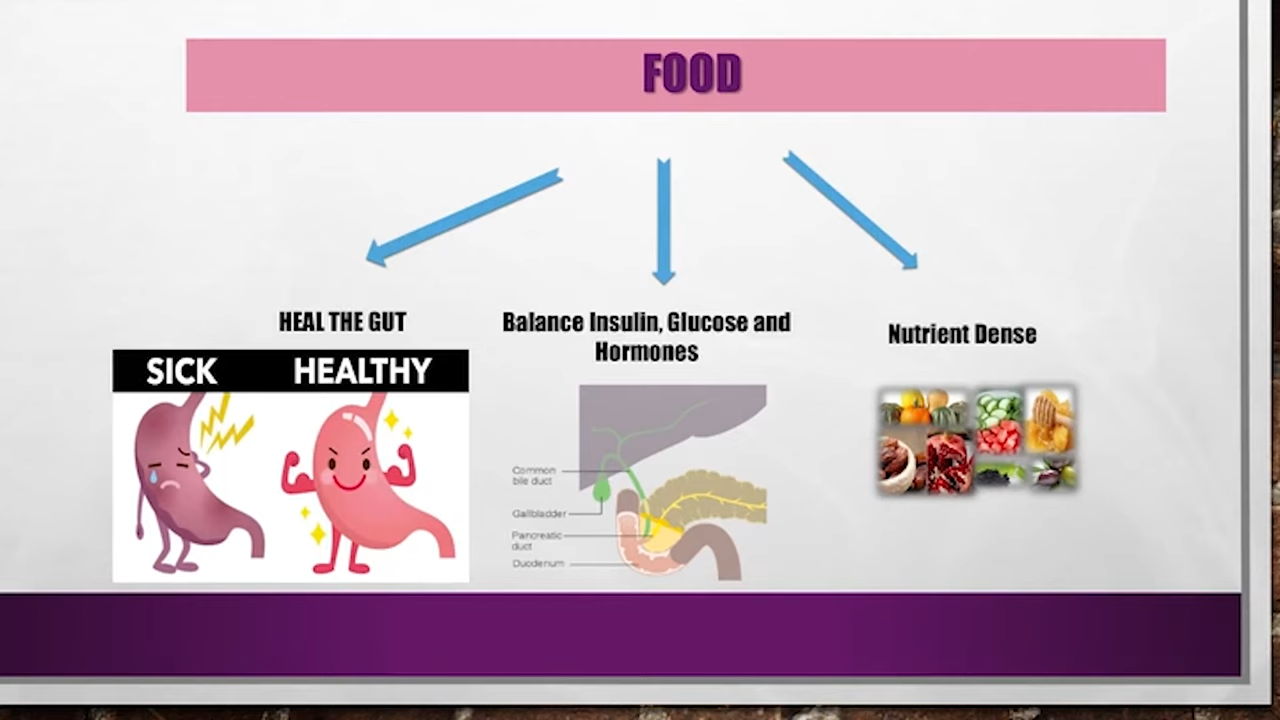 FOOD
HEAL THE GUT
Balance Insulin, Glucose and
Hormones
Nutrient Dense
SICK HEALTHY
Common
bile duct
Gallbladder
Pancreatic
duct
Duodenum